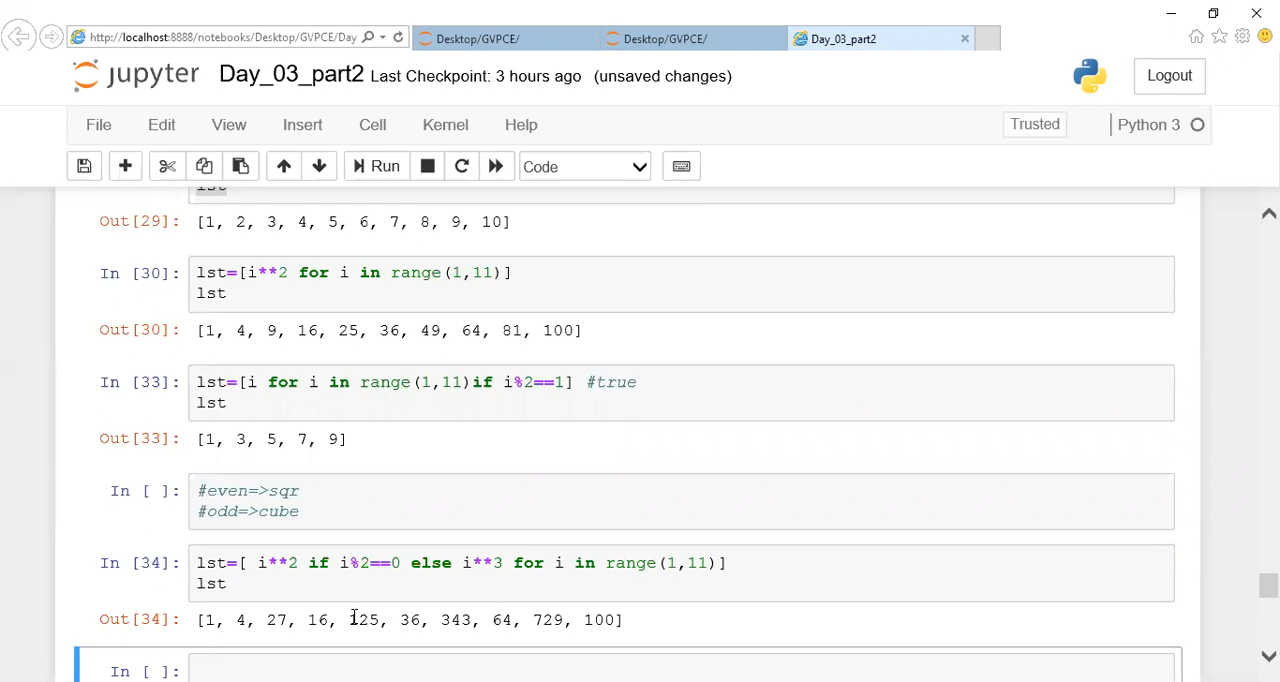 http://localhost:8888/notebooks/Desktop/GVPCE/Day
Desktop/GVPCE/
Desktop/GVPCE/
Day_03_part2
jupyter Day_03_part2 Last Checkpoint: 3 hours ago (unsaved changes)
Logout
File Edit View Insert Cell Kernel Help
Trusted
Python 3
Run
Code
lst
Out[29]: [1, 2, 3, 4, 5, 6, 7, 8, 9, 10]
In [30]: lst=[i**2 for i in range(1,11)]
lst
Out[30]: [1, 4, 9, 16, 25, 36, 49, 64, 81, 100]
In [33]: lst=[i for i in range(1,11)if i%2==1] #true
lst
Out[33]: [1, 3, 5, 7, 9]
In [ ]: #even=>sqr
#odd=>cube
In [34]: lst=[ i**2 if i%2==0 else i**3 for i in range(1,11)]
lst
Out[34]: [1, 4, 27, 16, 125, 36, 343, 64, 729, 100]
In [ ]: